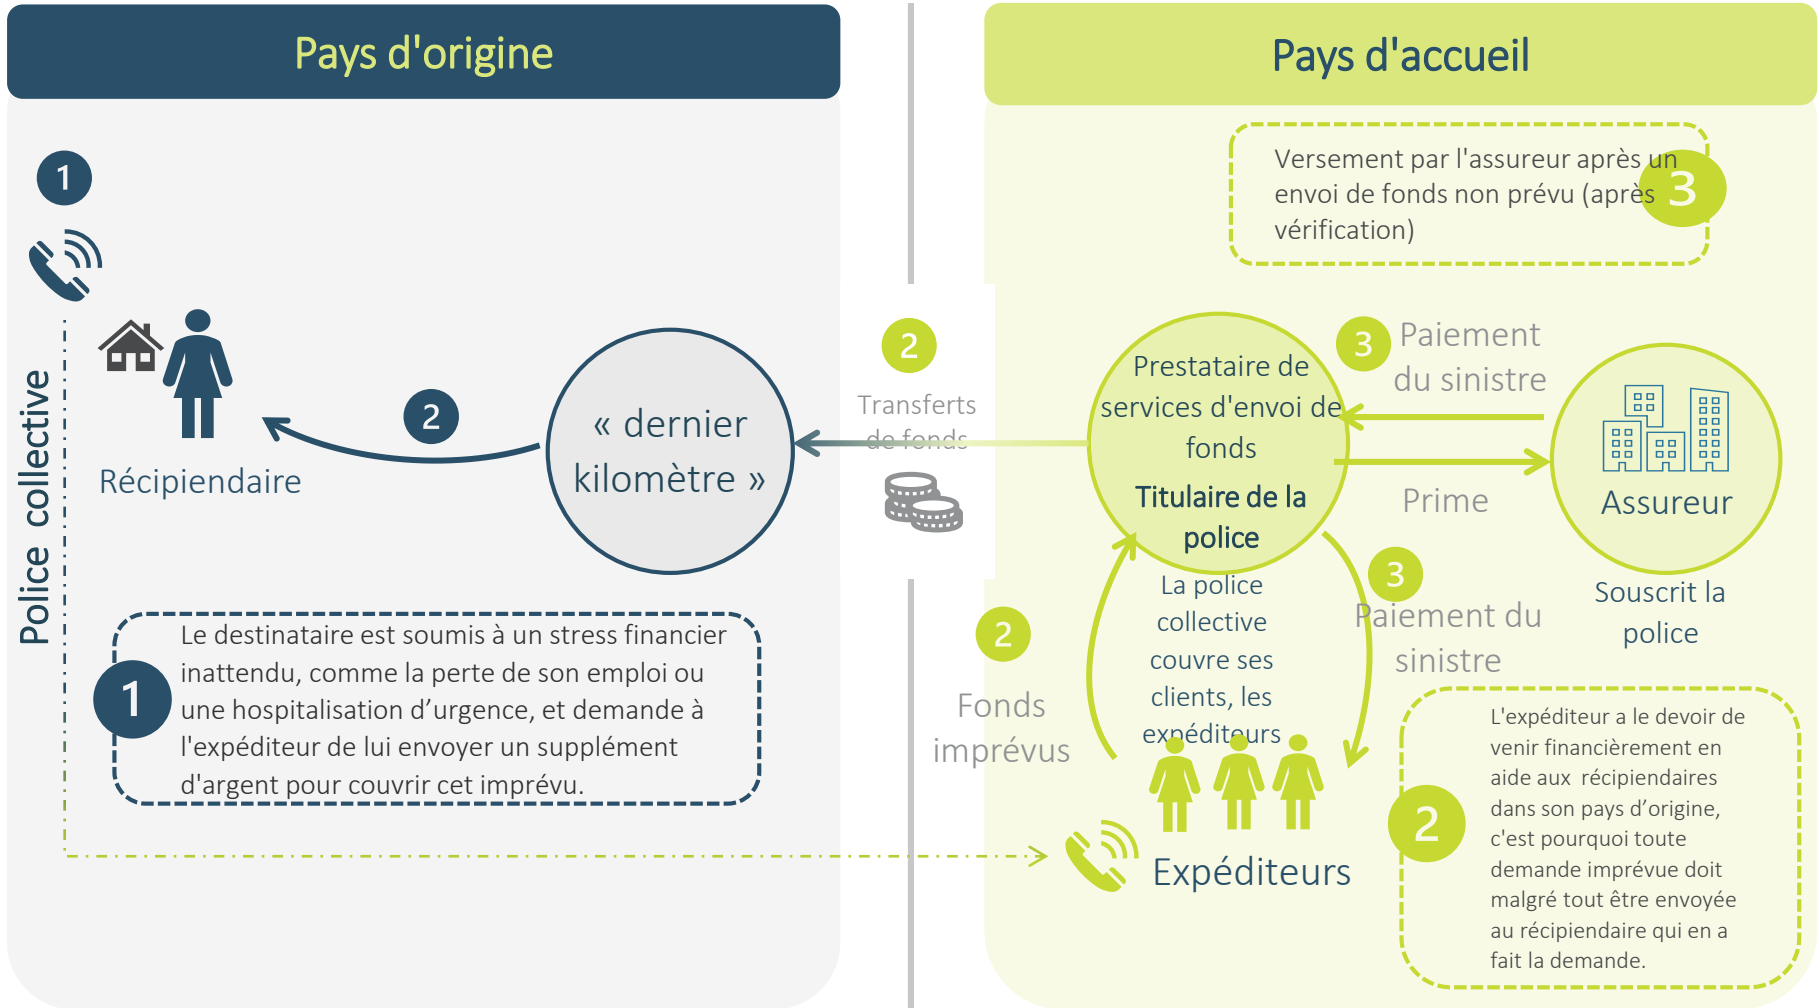 Pays d'origine
1
Police collective
Récipiendaire
2
« dernier
kilomètre »
1
Le destinataire est soumis à un stress financier
inattendu, comme la perte de son emploi ou
une hospitalisation d’urgence, et demande à
l'expéditeur de lui envoyer un supplément
d'argent pour couvrir cet imprévu.
2
Transferts
de fonds
Pays d'accueil
Versement par l'assureur après un
envoi de fonds non prévu (après
vérification)
3
Prestataire de
services d'envoi de
fonds
Titulaire de la
police
3
Paiement
du sinistre
Prime
Assureur
Souscrit la
police
La police
collective
couvre ses
clients, les
expéditeurs
2
Fonds
imprévus
3
Paiement du
sinistre
Expéditeurs
2
L'expéditeur a le devoir de
venir financièrement en
aide aux  récipiendaires
dans son pays d’origine,
c'est pourquoi toute
demande imprévue doit
malgré tout être envoyée
au récipiendaire qui en a
fait la demande.